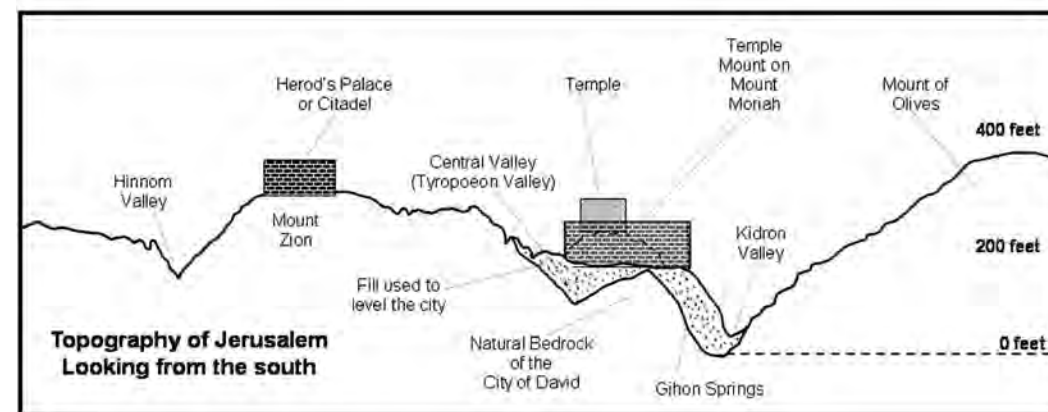 Herod's Palace
or Citadel
Temple
Temple
Mount on
Mount
Moriah
Mount of
Olives
400 feet
Hinnom
Valley
Central Valley
(Tyropoeon Valley)
Mount
Zion
Kidron
Valley
200 feet
Fill used to
level the city
Topography of Jerusalem
Looking from the south
Natural Bedrock
of the
City of David
Gihon Springs
0 feet